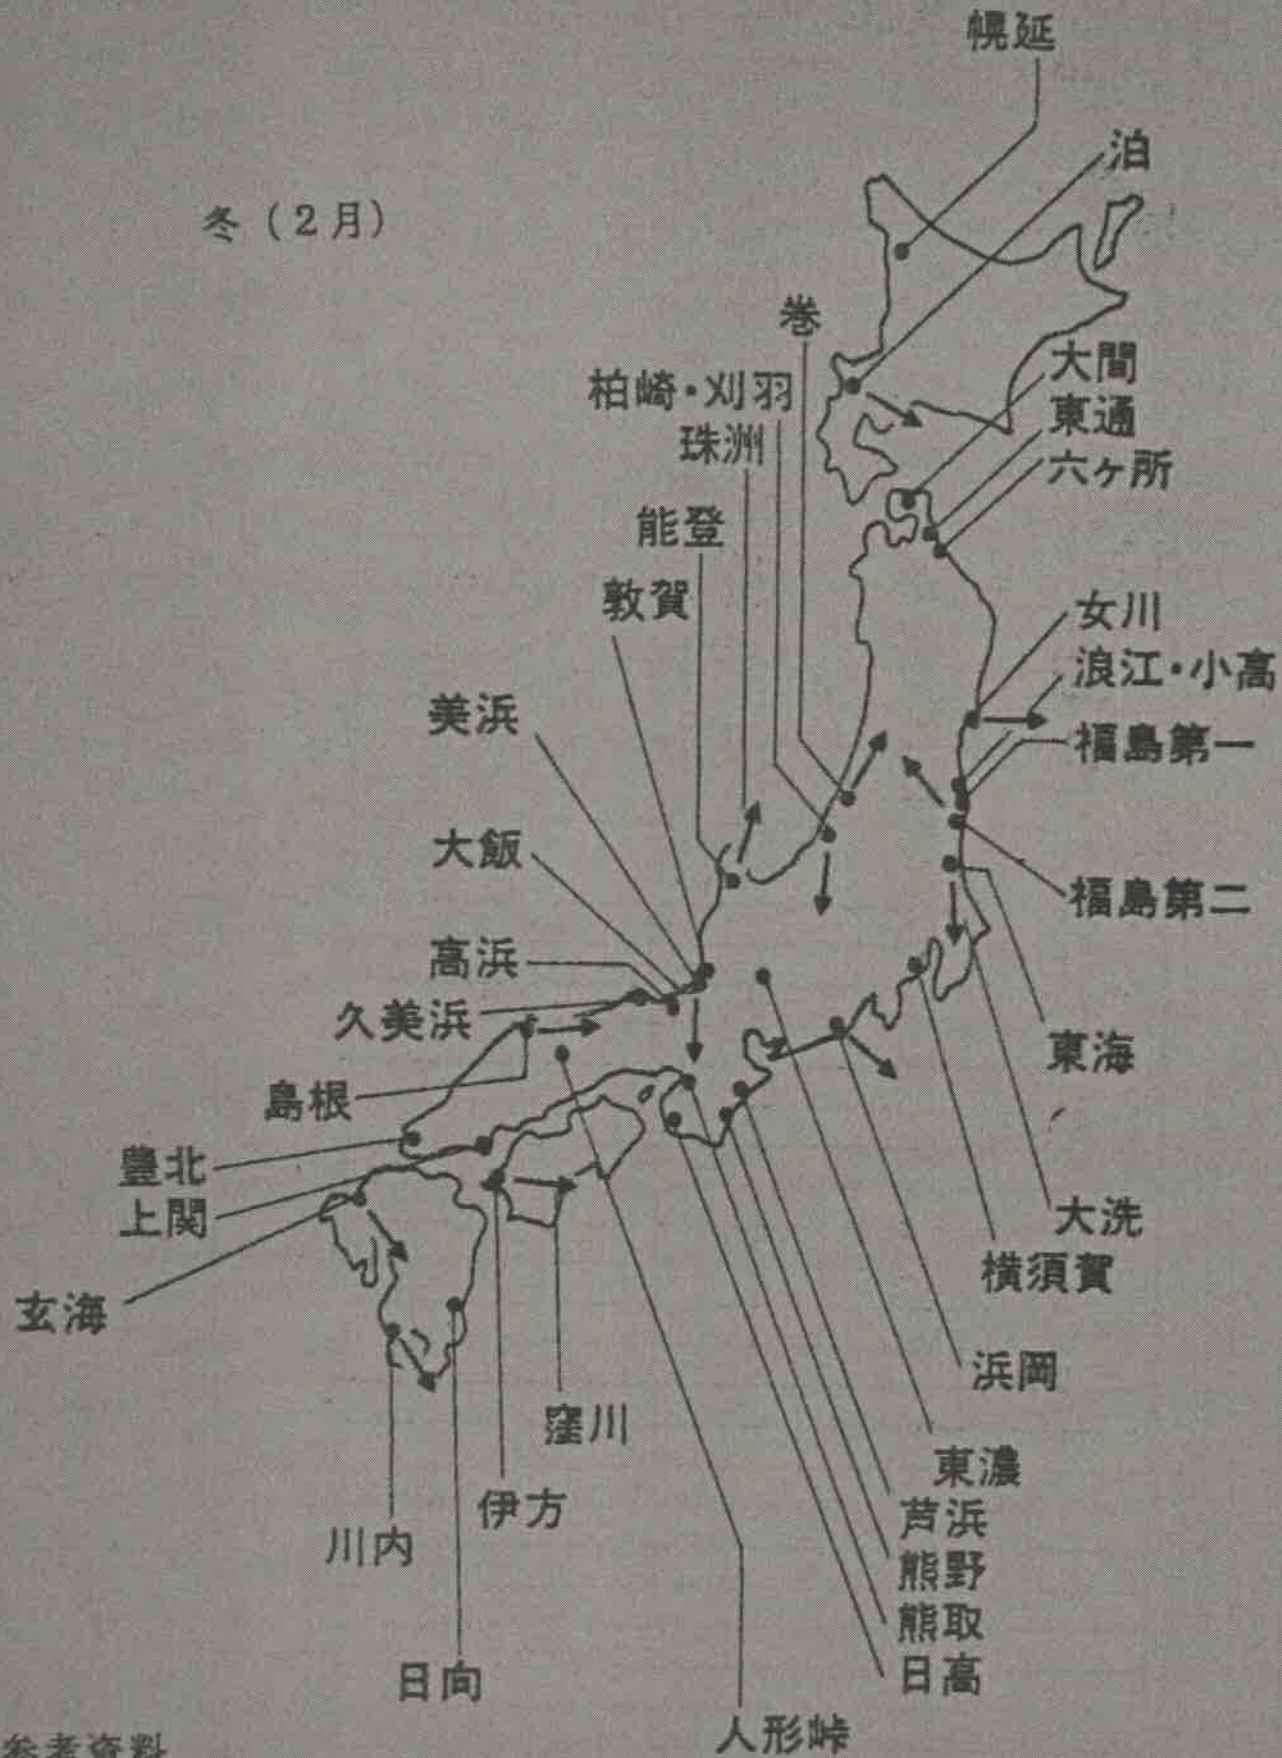 幌延
泊
冬（２月）
巻
大間
柏崎・刈羽
東通
珠洲
六ヶ所
能登
敦賀
女川
浪江・小高
美浜
福島第一
大飯
福島第二
高浜
久美浜
東海
島根
豊北
上関
大洗
横須賀
玄海
浜岡
窪川
東濃
伊方
芦浜
川内
熊野
熊取
日高
日向
人形峠
参考資料